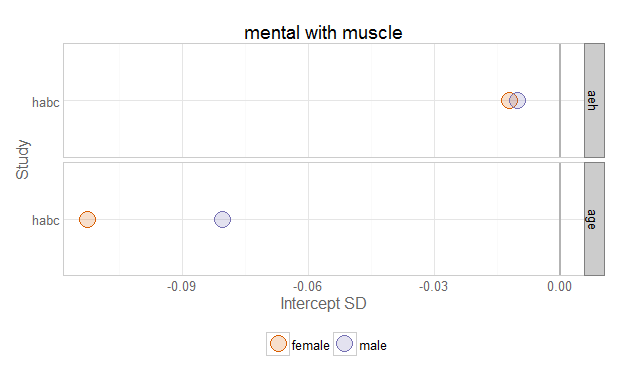 mental with muscle
Study
habc
aeh
habc
age
-0.09 -0.06 -0.03 0.00
Intercept SD
female male